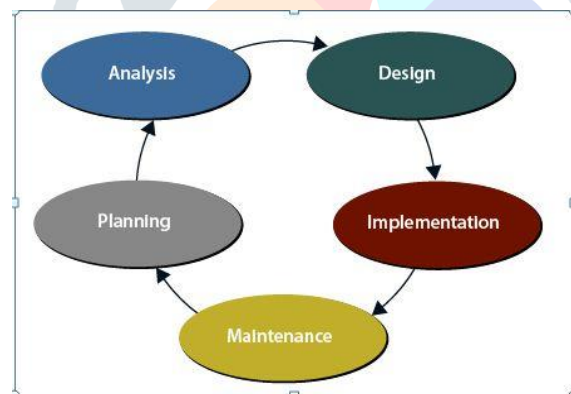 Analysis
Design
Planning
Implementation
Maintenance